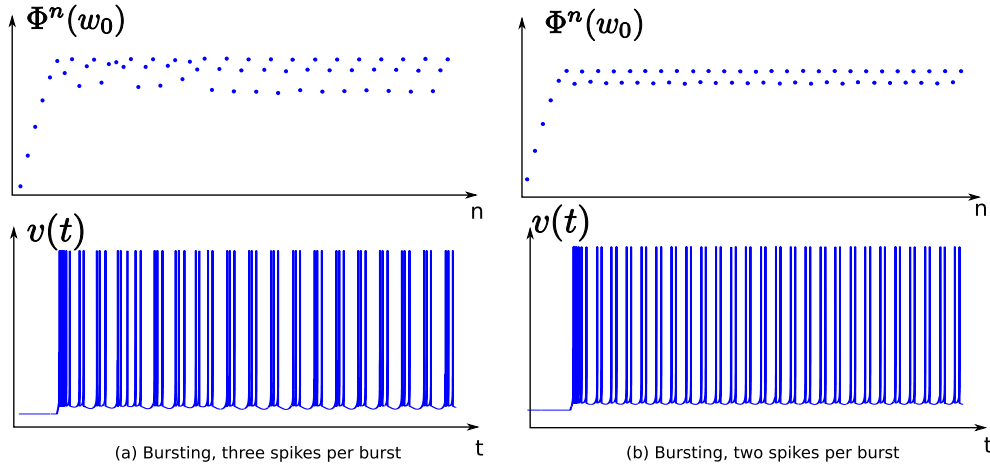 Φⁿ(w₀)
Φⁿ(w₀)
n
n
v(t)
v(t)
t
t
(a) Bursting, three spikes per burst
(b) Bursting, two spikes per burst